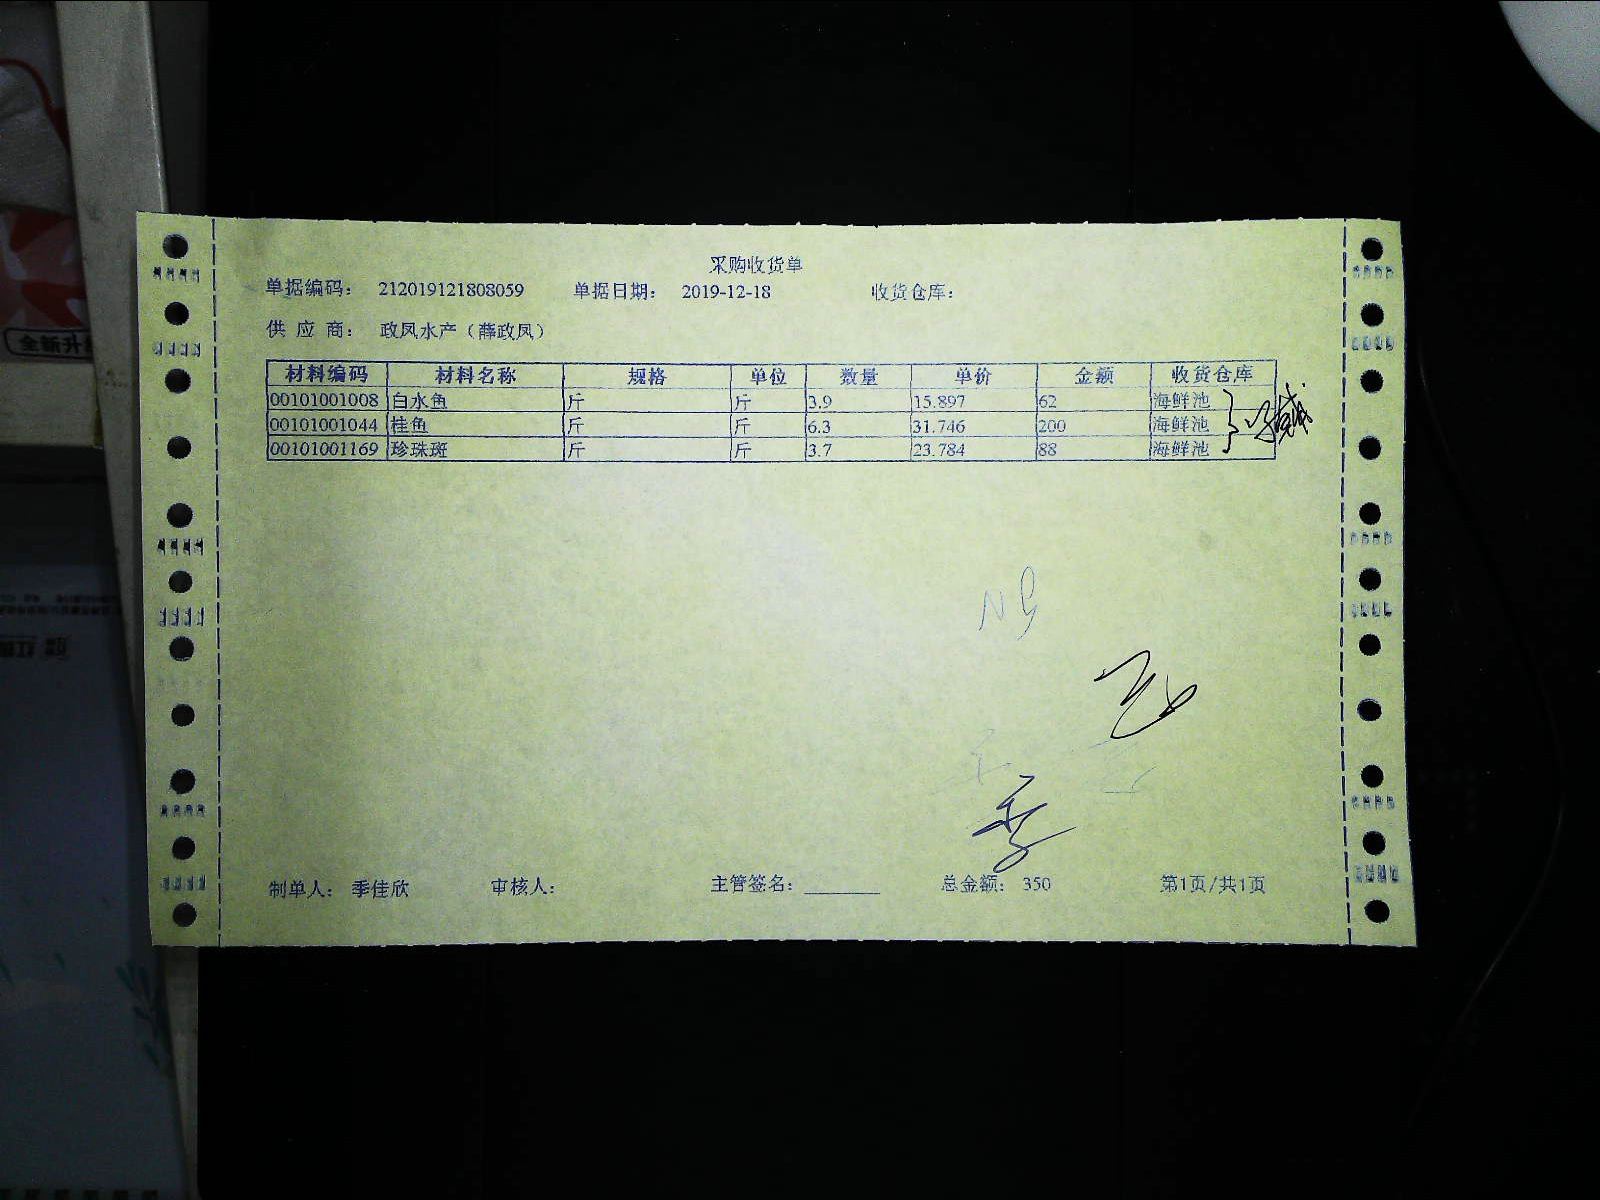 采购收货单
单据编码： 212019121808059 单据日期： 2019-12-18 收货仓库：
供 应 商： 政凤水产（薛政凤）
材料编码 材料名称 规格 单位 数量 单价 金额 收货仓库
00101001008 白水鱼 斤 斤 3.9 15.897 62 海鲜池
00101001044 桂鱼 斤 斤 6.3 31.746 200 海鲜池
00101001169 珍珠斑 斤 斤 3.7 23.784 88 海鲜池
季
制单人： 季佳欣 审核人： 主管签名： 总金额： 350 第1页/共1页
全新升